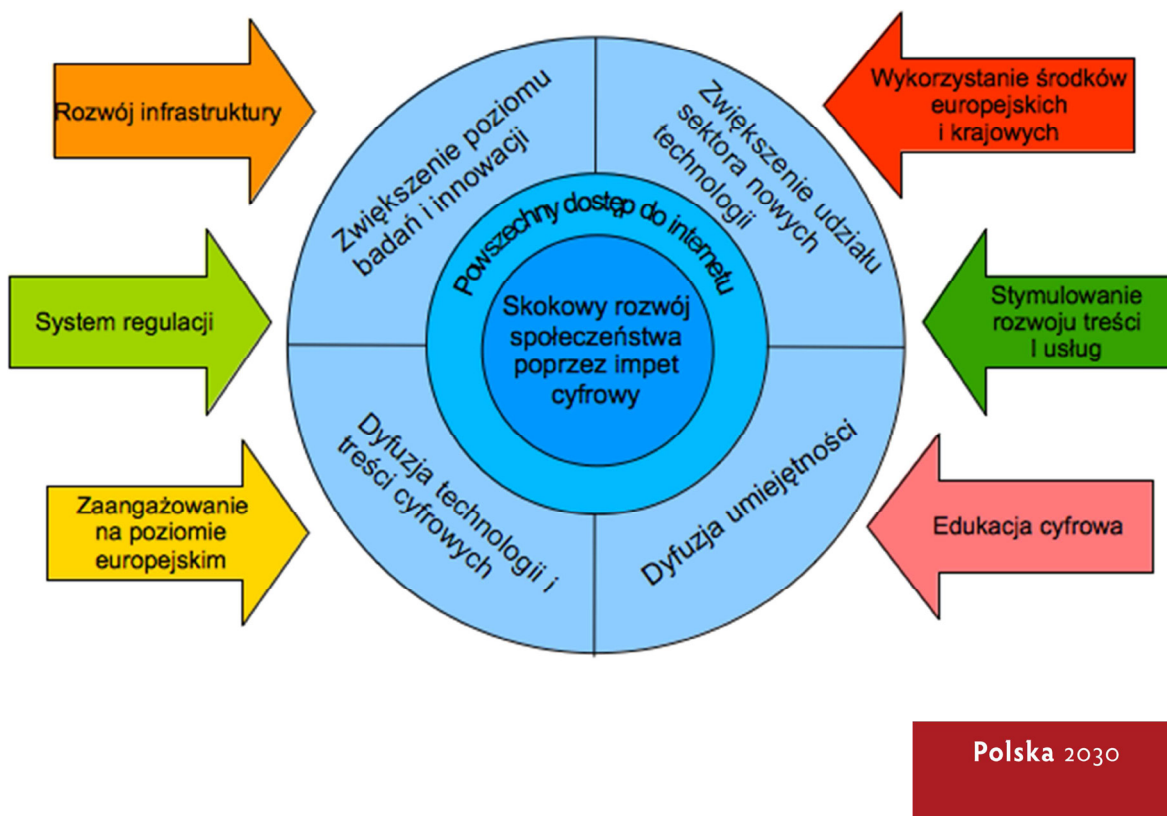 Rozwój infrastruktury
System regulacji
Zaangażowanie
na poziomie
europejskim
Zwiększenie poziomu
badań i innowacji
Zwiększenie udziału
sektora nowych
technologii
Powszechny dostęp do internetu
Skokowy rozwój
społeczeństwa
poprzez impet
cyfrowy
Dyfuzja technologii i
treści cyfrowych
Dyfuzja umiejętności
Wykorzystanie środków
europejskich
i krajowych
Stymulowanie
rozwoju treści
I usług
Edukacja cyfrowa
Polska 2030